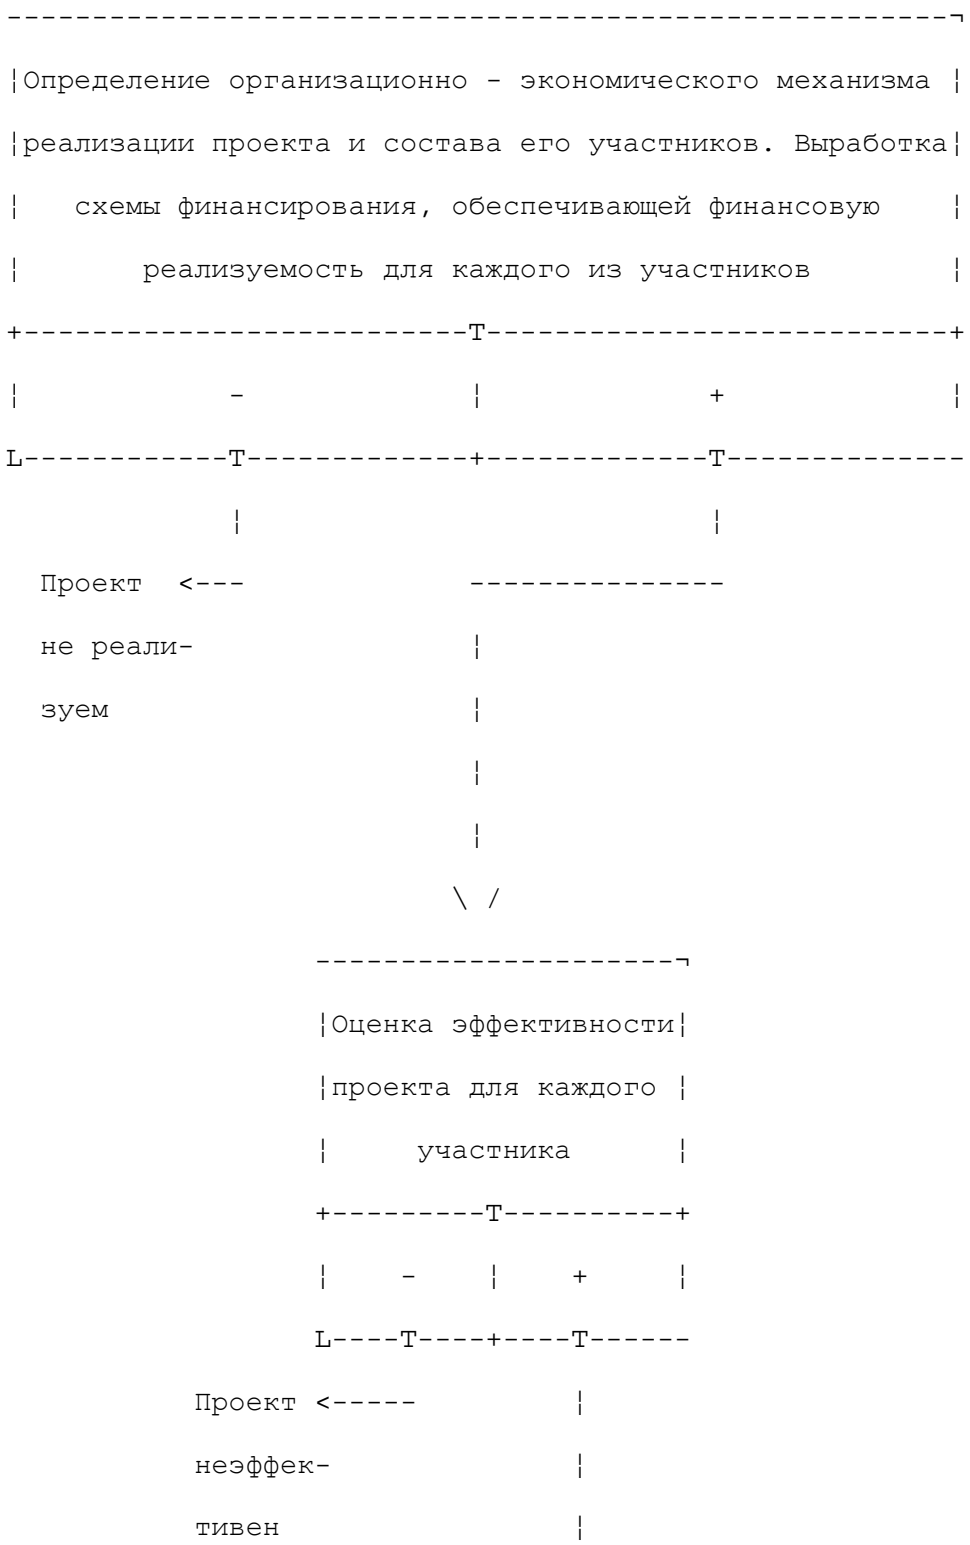 -------------------------------------------------------¬
¦Определение организационно - экономического механизма ¦
¦реализации проекта и состава его участников. Выработка¦
¦   схемы финансирования, обеспечивающей финансовую    ¦
¦       реализуемость для каждого из участников        ¦
+--------------------------T---------------------------+
¦            -             ¦             +             ¦
L------------T-------------+-------------T--------------
             ¦                           ¦
  Проект  <---             ---------------
  не реали-                ¦
  зуем                     ¦
                           ¦
                           ¦
                          \ /
                  ---------------------¬
                  ¦Оценка эффективности¦
                  ¦проекта для каждого ¦
                  ¦     участника      ¦
                  +---------T----------+
                  ¦    -    ¦    +     ¦
                  L----T----+----T------
           Проект <-----         ¦
           неэффек-              ¦
           тивен                 ¦